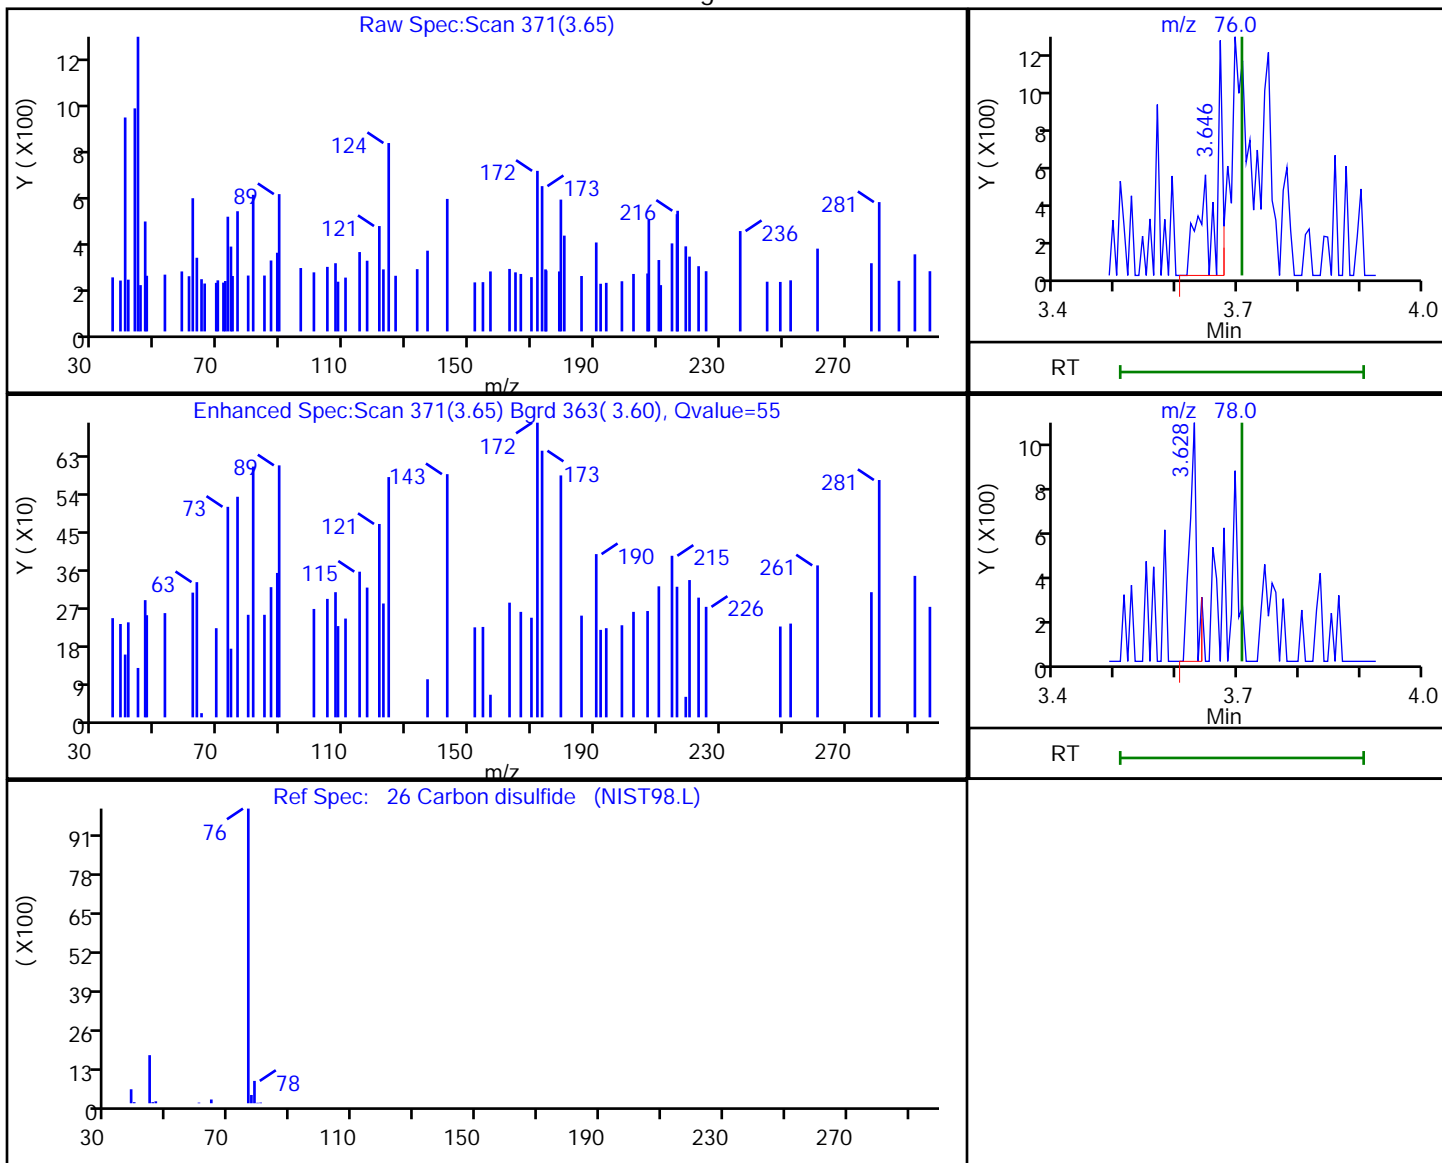 Raw Spec:Scan 371(3.65)
Y ( X100)
12
10
8
6
4
2
0
124
89
121
172
173
216
236
281
30 70 110 150 190 230 270
m/z
m/z 76.0
Y ( X100)
12
10
8
6
4
2
0
3.646
3.4 3.7 4.0
Min
RT
Enhanced Spec:Scan 371(3.65) Bgrd 363( 3.60), Qvalue=55
Y ( X10)
63
54
45
36
27
18
9
0
63
73
89
115
121
143
172
173
190
215
226
261
281
30 70 110 150 190 230 270
m/z
m/z 78.0
Y ( X100)
10
8
6
4
2
0
3.628
3.4 3.7 4.0
Min
RT
Ref Spec: 26 Carbon disulfide (NIST98.L)
( X100)
91
78
65
52
39
26
13
0
76
78
30 70 110 150 190 230 270